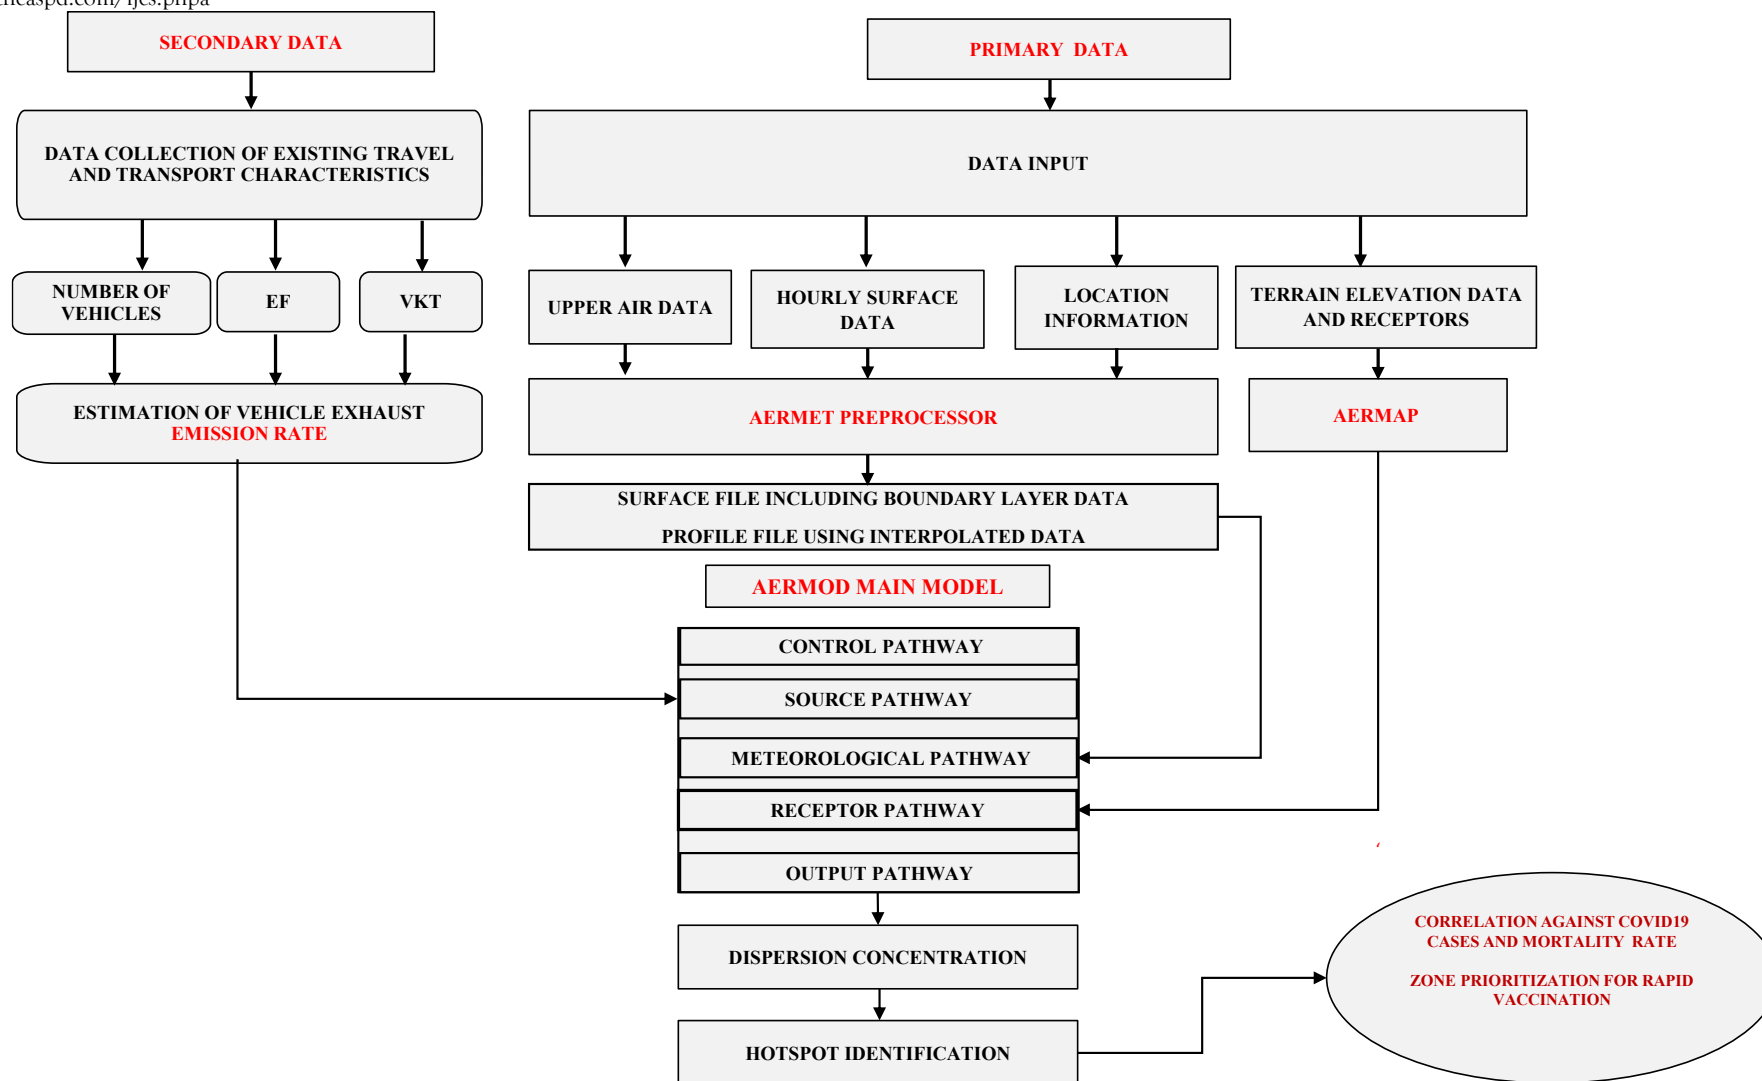 SECONDARY DATA
PRIMARY DATA
DATA COLLECTION OF EXISTING TRAVEL
AND TRANSPORT CHARACTERISTICS
DATA INPUT
NUMBER OF
VEHICLES
EF
VKT
UPPER AIR DATA
HOURLY SURFACE
DATA
LOCATION
INFORMATION
TERRAIN ELEVATION DATA
AND RECEPTORS
ESTIMATION OF VEHICLE EXHAUST
EMISSION RATE
AERMET PREPROCESSOR
AERMAP
SURFACE FILE INCLUDING BOUNDARY LAYER DATA
PROFILE FILE USING INTERPOLATED DATA
AERMOD MAIN MODEL
CONTROL PATHWAY
SOURCE PATHWAY
METEOROLOGICAL PATHWAY
RECEPTOR PATHWAY
OUTPUT PATHWAY
DISPERSION CONCENTRATION
HOTSPOT IDENTIFICATION
CORRELATION AGAINST COVID19
CASES AND MORTALITY RATE
ZONE PRIORITIZATION FOR RAPID
VACCINATION